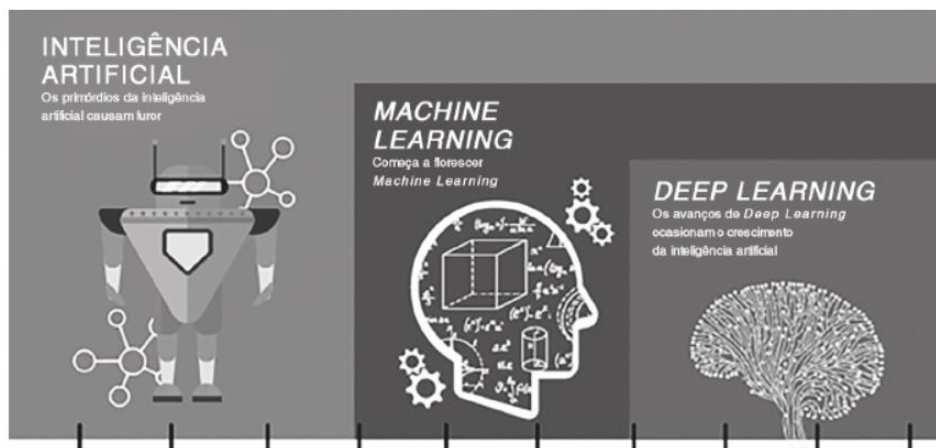 INTELIGÊNCIA
ARTIFICIAL
Os primórdios da inteligência
artificial causam furor
MACHINE
LEARNING
Começa a florescer
Machine Learning
DEEP LEARNING
Os avanços de Deep Learning
ocasionam o crescimento
da inteligência artificial